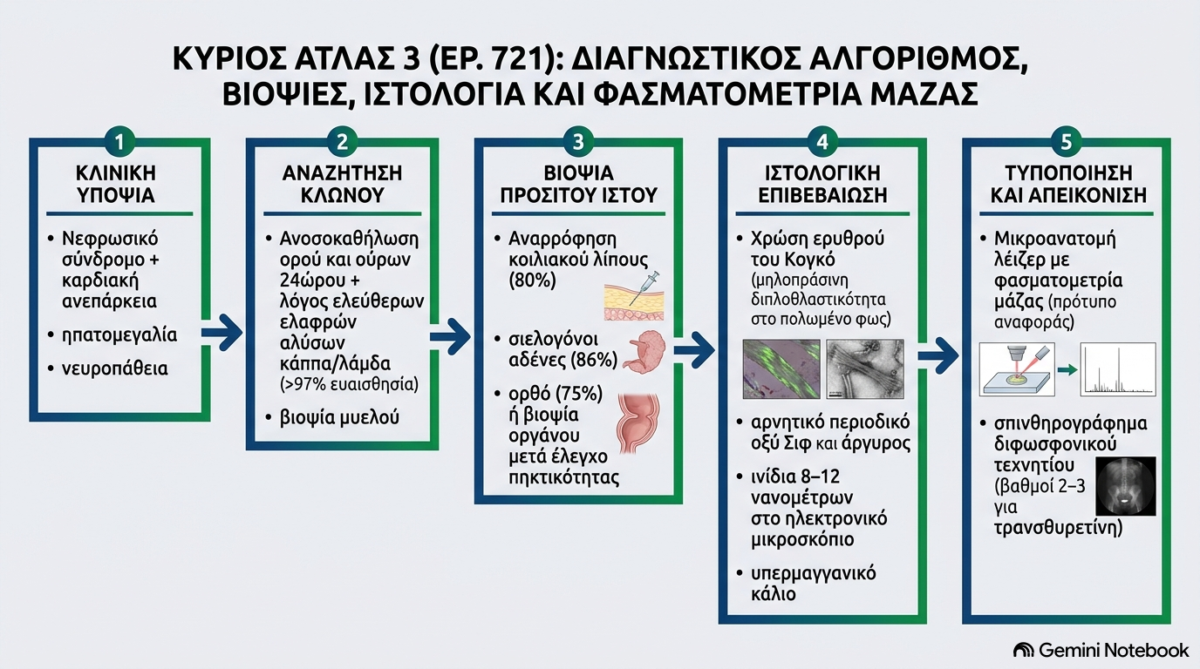 ΚΥΡΙΟΣ ΑΤΛΑΣ 3 (ΕΡ. 721): ΔΙΑΓΝΩΣΤΙΚΟΣ ΑΛΓΟΡΙΘΜΟΣ,
ΒΙΟΨΙΕΣ, ΙΣΤΟΛΟΓΙΑ ΚΑΙ ΦΑΣΜΑΤΟΜΕΤΡΙΑ ΜΑΖΑΣ
1
ΚΛΙΝΙΚΗ
ΥΠΟΨΙΑ
• Νεφρωσικό
σύνδρομο +
καρδιακή
ανεπάρκεια
• ηπατομεγαλία
• νευροπάθεια
2
ΑΝΑΖΗΤΗΣΗ
ΚΛΩΝΟΥ
• Ανοσοκαθήλωση
ορού και ούρων
24ώρου +
λόγος ελεύθερων
ελαφρών
αλύσων
κάππα/λάμδα
(>97% ευαισθησία)
• βιοψία μυελού
3
ΒΙΟΨΙΑ
ΠΡΟΣΙΤΟΥ ΙΣΤΟΥ
• Αναρρόφηση
κοιλιακού λίπους
(80%)
• σιελογόνοι
αδένες (86%)
• ορθό (75%)
ή βιοψία
οργάνου
μετά έλεγχο
πηκτικότητας
4
ΙΣΤΟΛΟΓΙΚΗ
ΕΠΙΒΕΒΑΙΩΣΗ
• Χρώση ερυθρού
του Κογκό
(μηλοπράσινη
διπλοθλαστικότητα
στο πολωμένο φως)
• αρνητικό περιοδικό
οξύ Σιφ και άργυρος
• ινίδια 8–12
νανομέτρων
στο ηλεκτρονικό
μικροσκόπιο
• υπερμαγγανικό
κάλιο
5
ΤΥΠΟΠΟΙΗΣΗ
ΚΑΙ ΑΠΕΙΚΟΝΙΣΗ
• Μικροανατομή
λέιζερ με
φασματομετρία
μάζας (πρότυπο
αναφοράς)
• σπινθηρογράφημα
διφωσφονικού
τεχνητίου
(βαθμοί 2–3
για
τρανσθυρετίνη)
Gemini Notebook